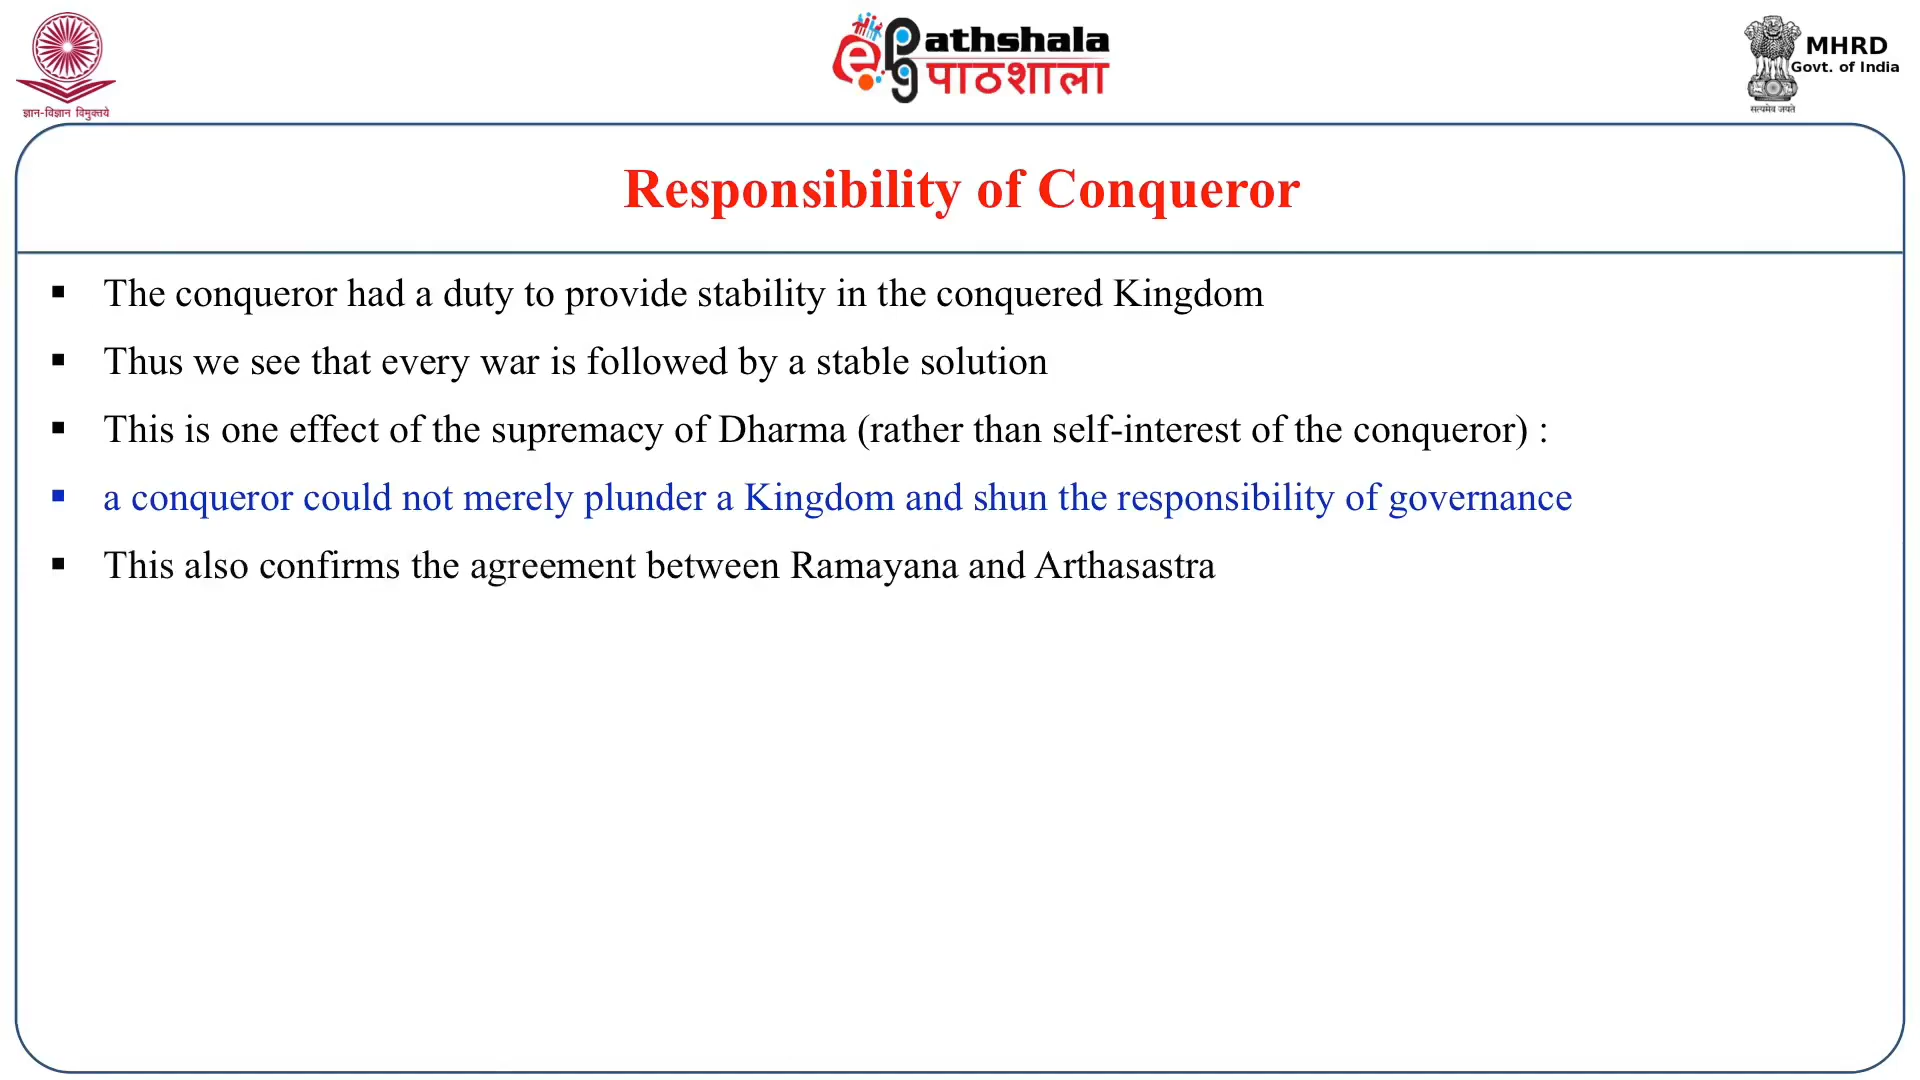 ज्ञान-विज्ञान विमुक्तये
ePathshala
पाठशाला
MHRD
Govt. of India
सत्यमेव जयते
Responsibility of Conqueror
▪ The conqueror had a duty to provide stability in the conquered Kingdom
▪ Thus we see that every war is followed by a stable solution
▪ This is one effect of the supremacy of Dharma (rather than self-interest of the conqueror) :
▪ a conqueror could not merely plunder a Kingdom and shun the responsibility of governance
▪ This also confirms the agreement between Ramayana and Arthasastra